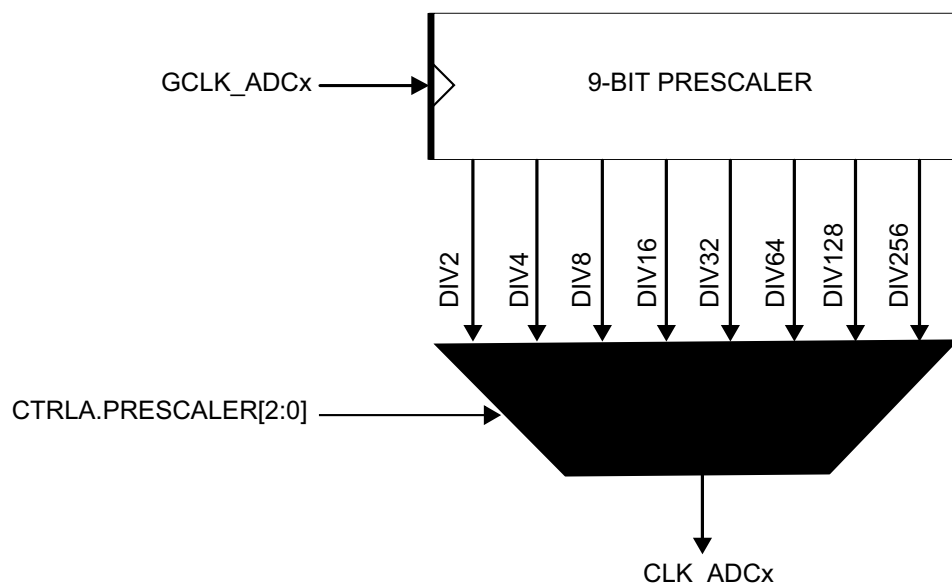 9-BIT PRESCALER
GCLK_ADCx
DIV2
DIV4
DIV8
DIV16
DIV32
DIV64
DIV128
DIV256
CTRLA.PRESCALER[2:0]
CLK_ADCx